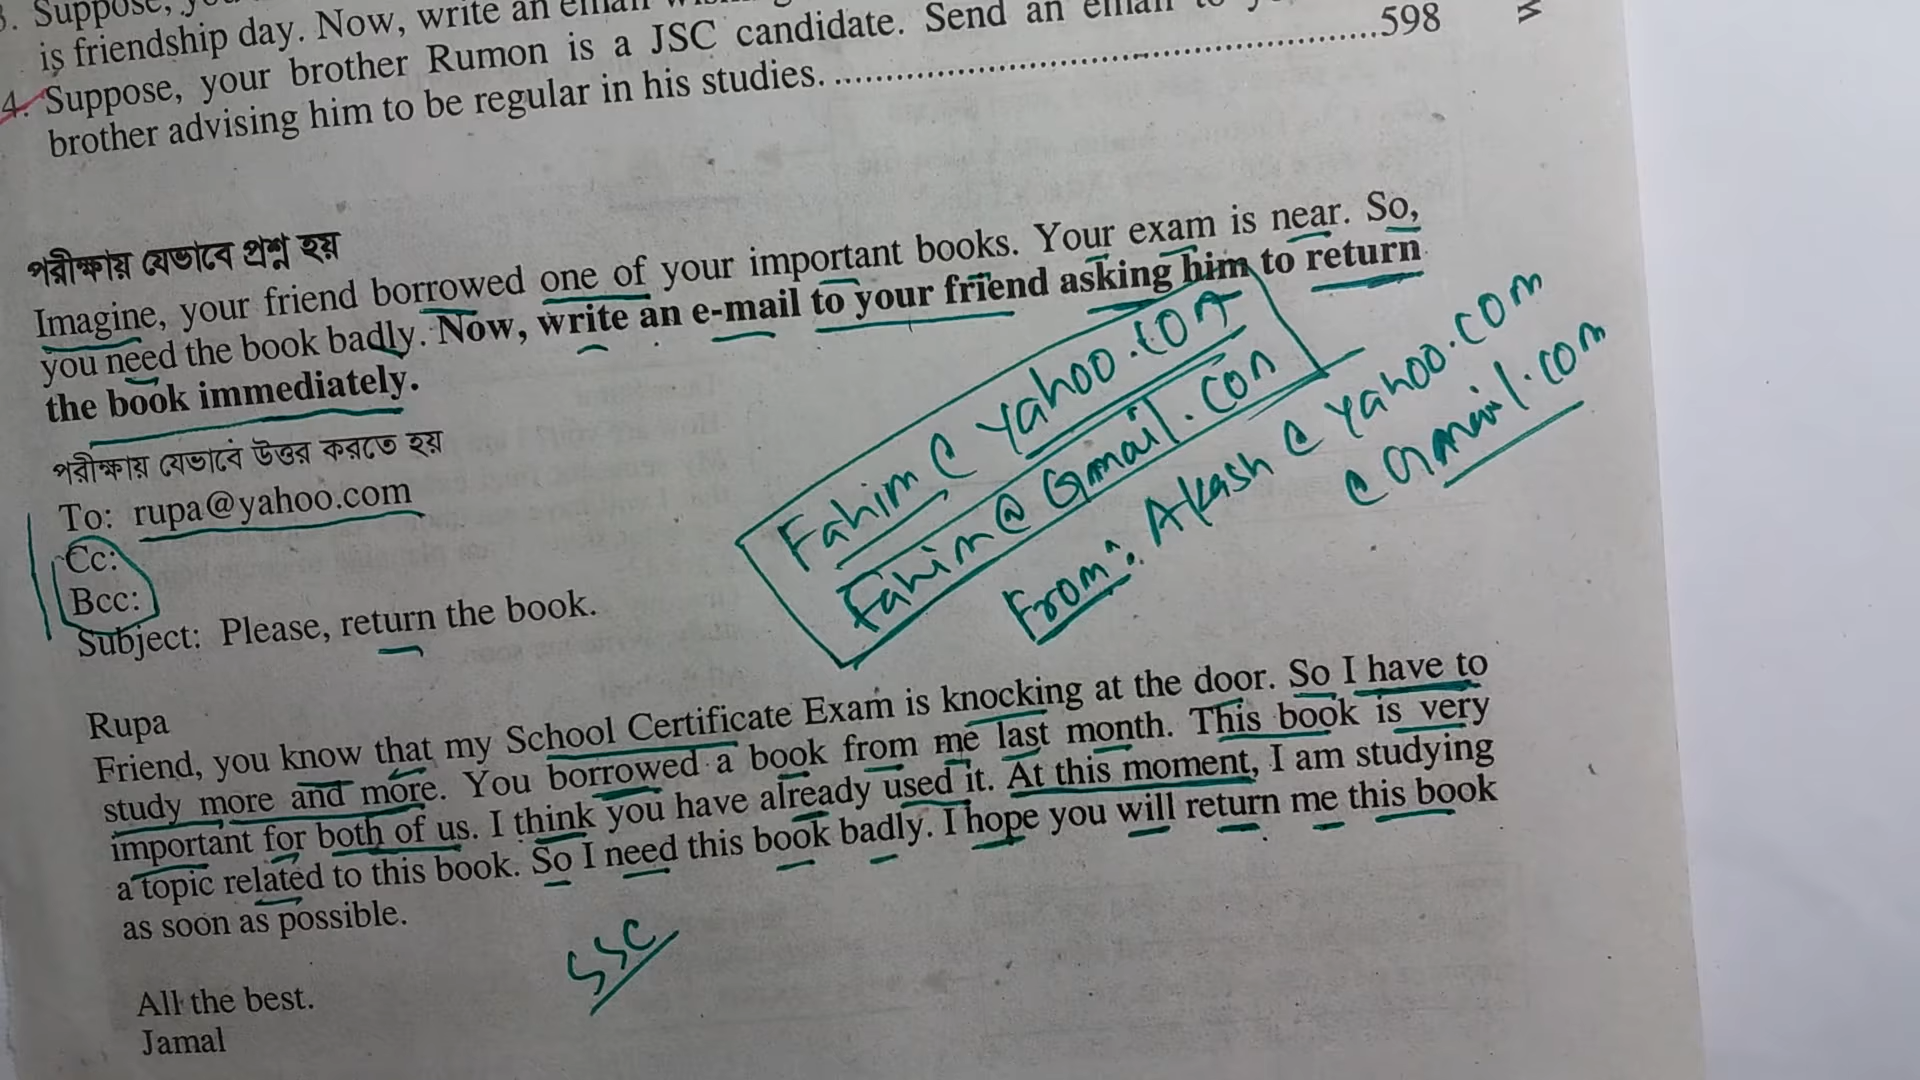 3. Suppose,
is friendship day. Now, write an email
4. Suppose, your brother Rumon is a JSC candidate. Send an email to
brother advising him to be regular in his studies. ........................................598
পরীক্ষায় যেভাবে প্রশ্ন হয়
Imagine, your friend borrowed one of your important books. Your exam is near. So,
you need the book badly. Now, write an e-mail to your friend asking him to return
the book immediately.
Fahim@Yahoo.com
Fahim@Gmail.com
From: Akash@Yahoo.com
@Gmail.com
পরীক্ষায় যেভাবে উত্তর করতে হয়
To: rupa@yahoo.com
Cc:
Bcc:
Subject: Please, return the book.
Rupa
Friend, you know that my School Certificate Exam is knocking at the door. So I have to
study more and more. You borrowed a book from me last month. This book is very
important for both of us. I think you have already used it. At this moment, I am studying
a topic related to this book. So I need this book badly. I hope you will return me this book
as soon as possible.
SSC
All the best.
Jamal